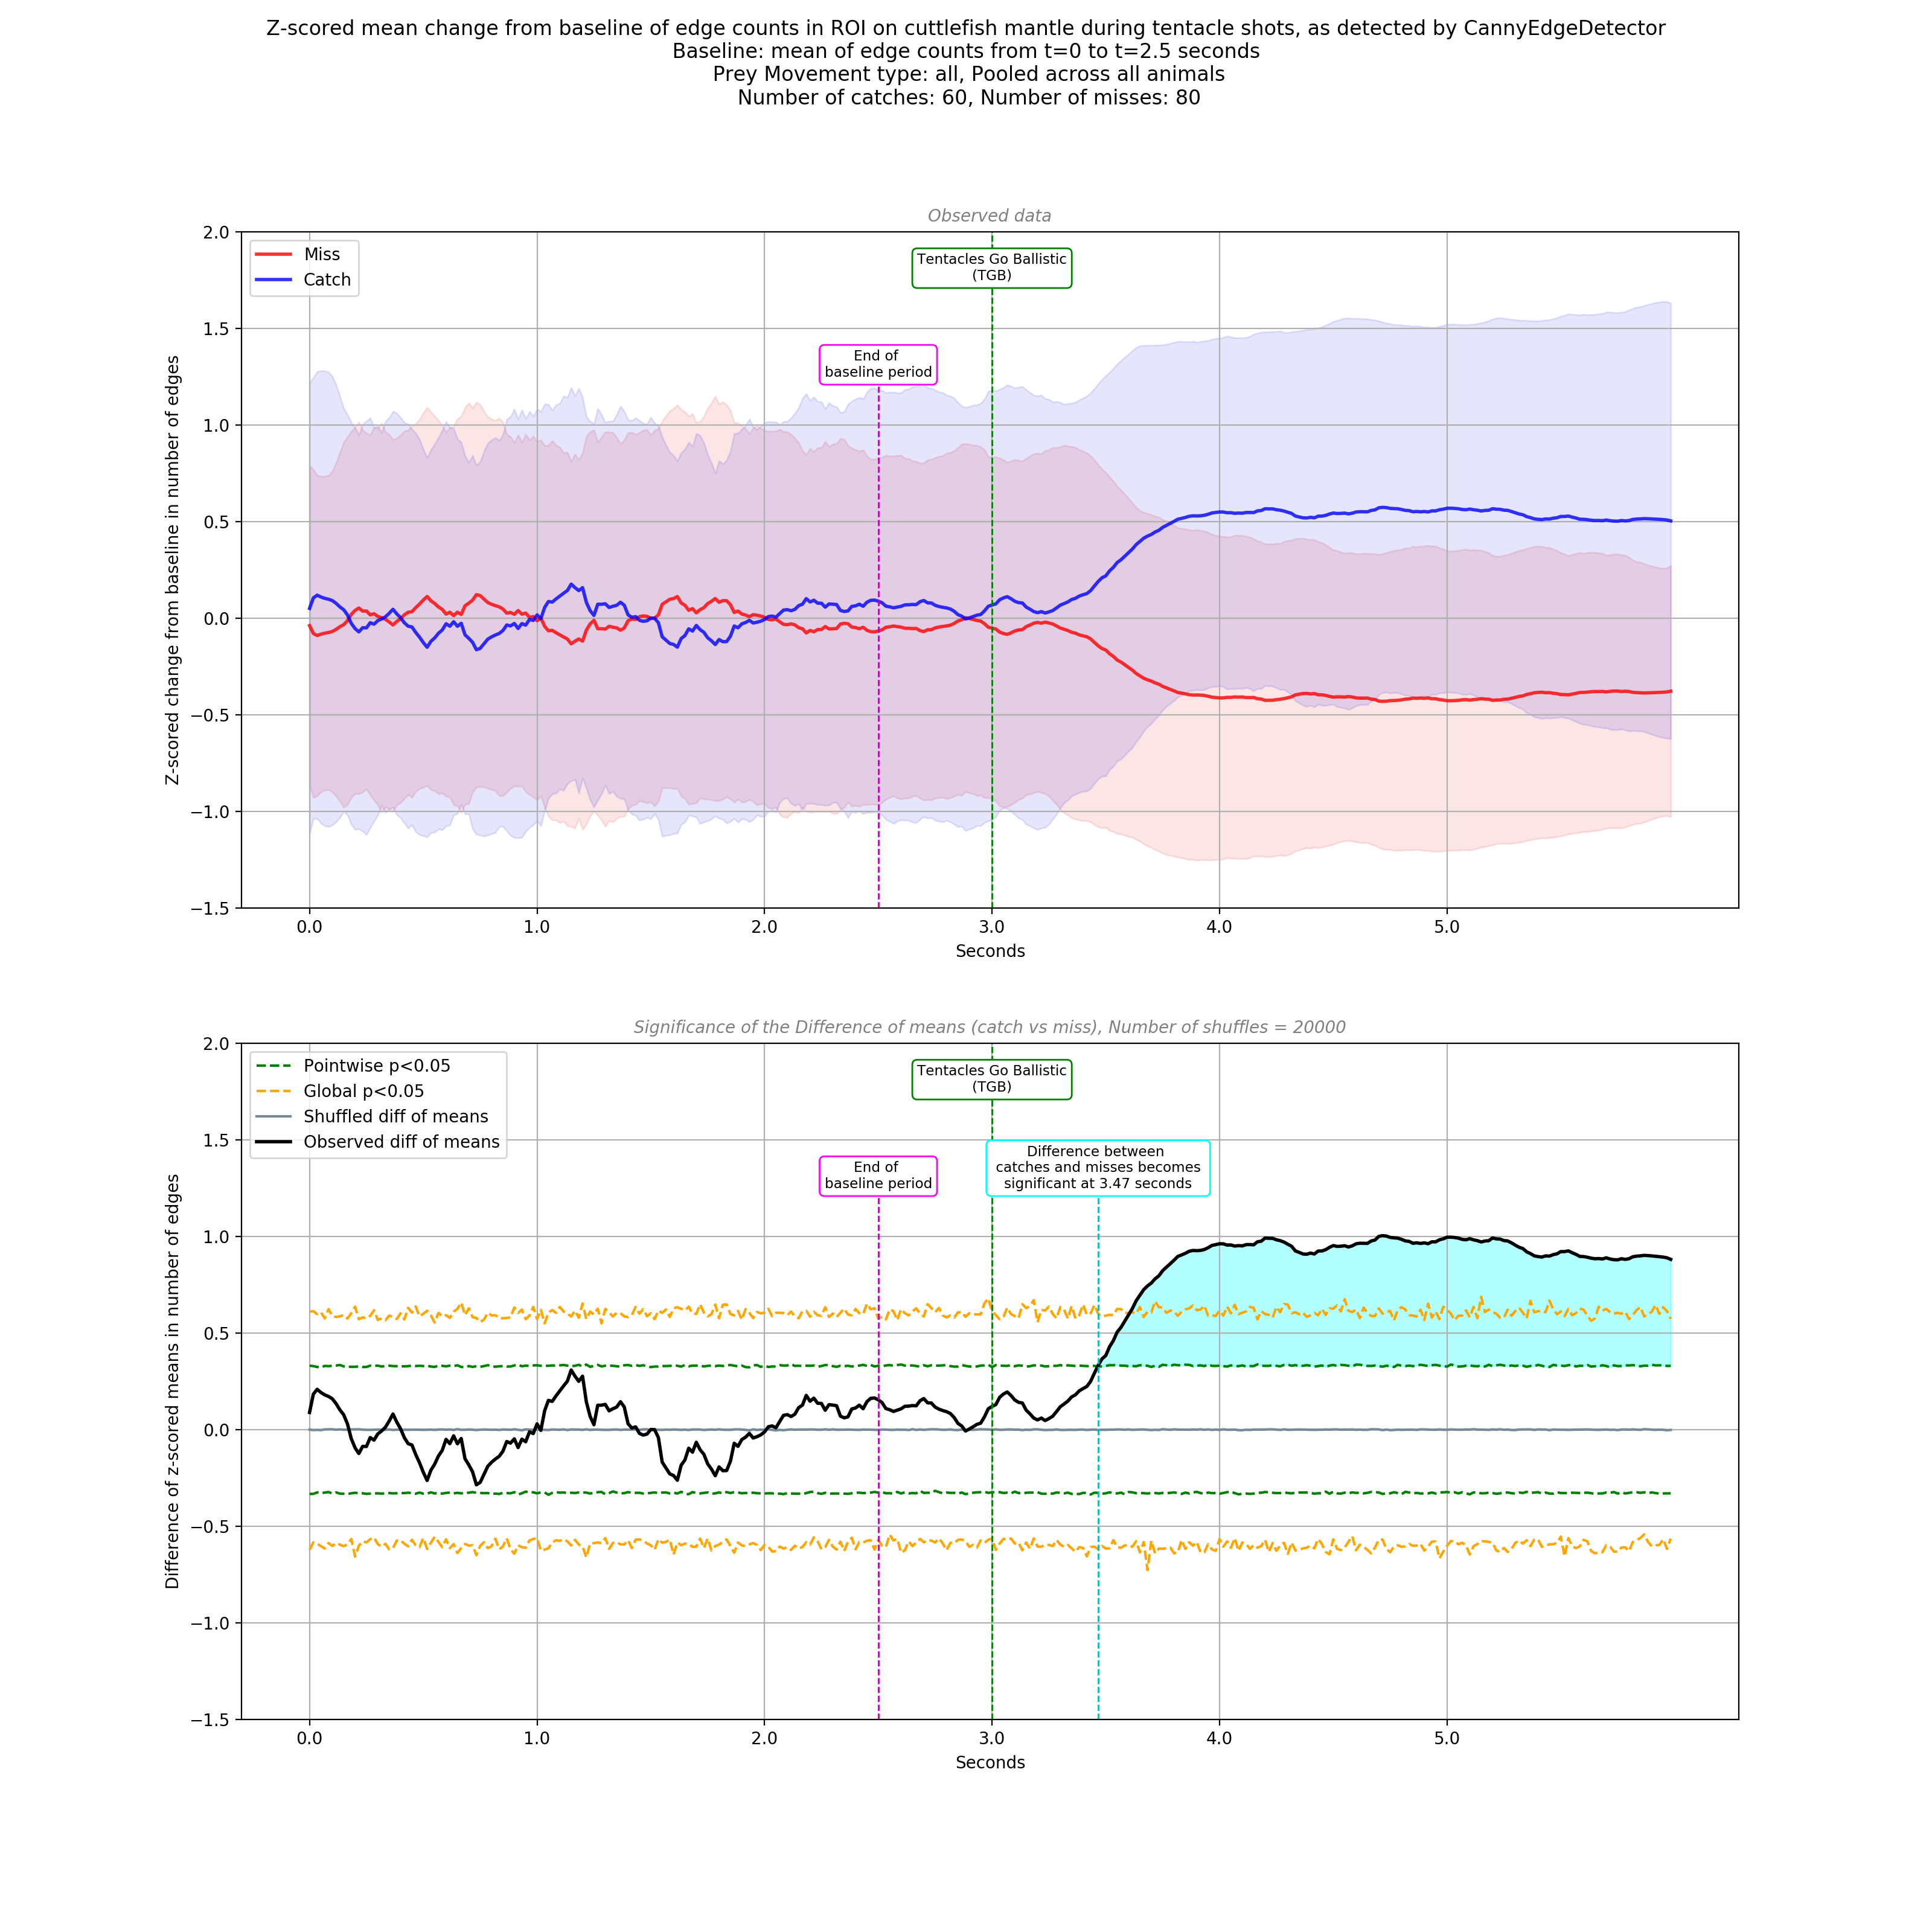 Z-scored mean change from baseline of edge counts in ROI on cuttlefish mantle during tentacle shots, as detected by CannyEdgeDetector
Baseline: mean of edge counts from t=0 to t=2.5 seconds
Prey Movement type: all, Pooled across all animals
Number of catches: 60, Number of misses: 80
Observed data
Z-scored change from baseline in number of edges
2.0
1.5
1.0
0.5
0.0
−0.5
−1.0
−1.5
Miss
Catch
Tentacles Go Ballistic
(TGB)
End of
baseline period
0.0
1.0
2.0
3.0
4.0
5.0
Seconds
Significance of the Difference of means (catch vs miss), Number of shuffles = 20000
Difference of z-scored means in number of edges
2.0
1.5
1.0
0.5
0.0
−0.5
−1.0
−1.5
Pointwise p<0.05
Global p<0.05
Shuffled diff of means
Observed diff of means
Tentacles Go Ballistic
(TGB)
End of
baseline period
Difference between
catches and misses becomes
significant at 3.47 seconds
0.0
1.0
2.0
3.0
4.0
5.0
Seconds